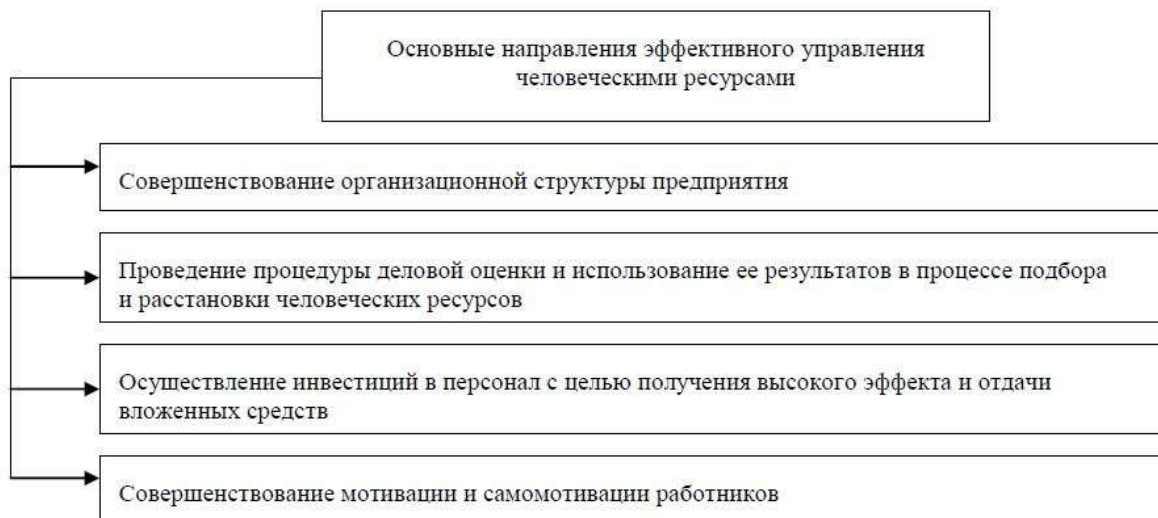 Основные направления эффективного управления
человеческими ресурсами
Совершенствование организационной структуры предприятия
Проведение процедуры деловой оценки и использование ее результатов в процессе подбора
и расстановки человеческих ресурсов
Осуществление инвестиций в персонал с целью получения высокого эффекта и отдачи
вложенных средств
Совершенствование мотивации и самомотивации работников